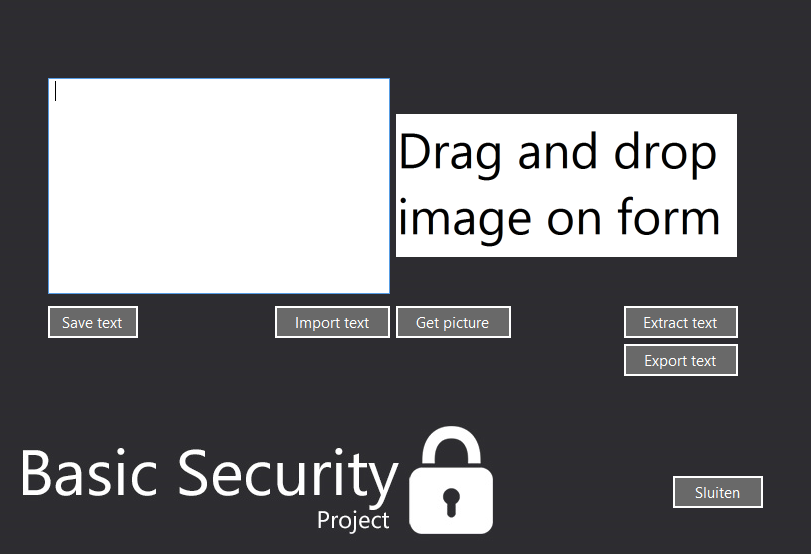 Drag and drop
image on form
Save text
Import text
Get picture
Extract text
Export text
Basic Security
Project
Sluiten